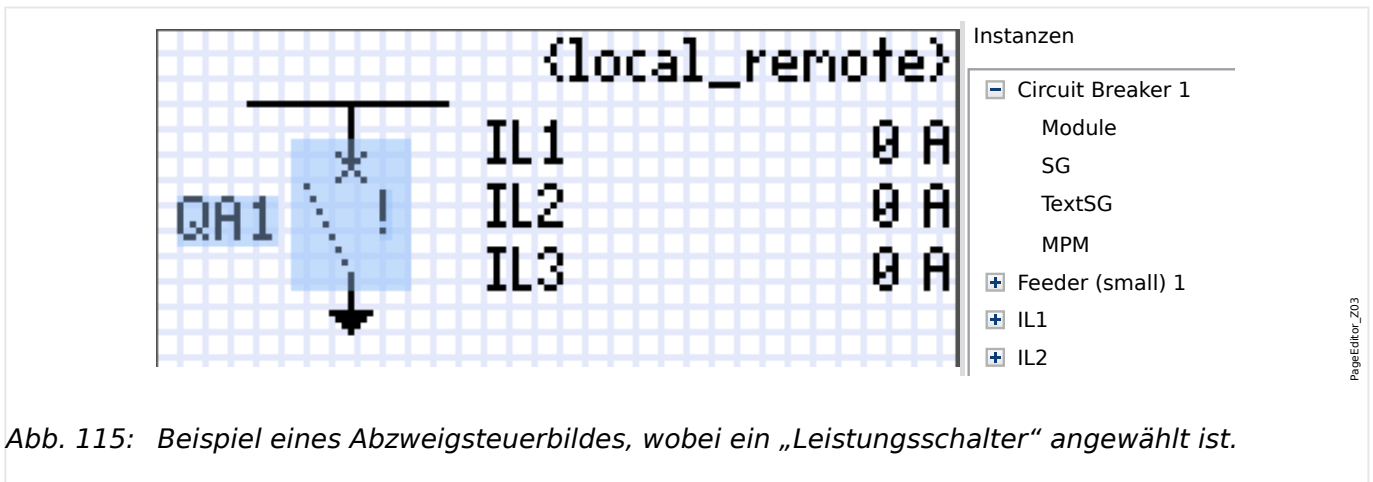 {local_remote}
IL1 0 A
QA1 ! IL2 0 A
IL3 0 A
Instanzen
Circuit Breaker 1
Module
SG
TextSG
MPM
Feeder (small) 1
IL1
IL2
PageEditor_Z03
Abb. 115: Beispiel eines Abzweigsteuerbildes, wobei ein „Leistungsschalter“ angewählt ist.